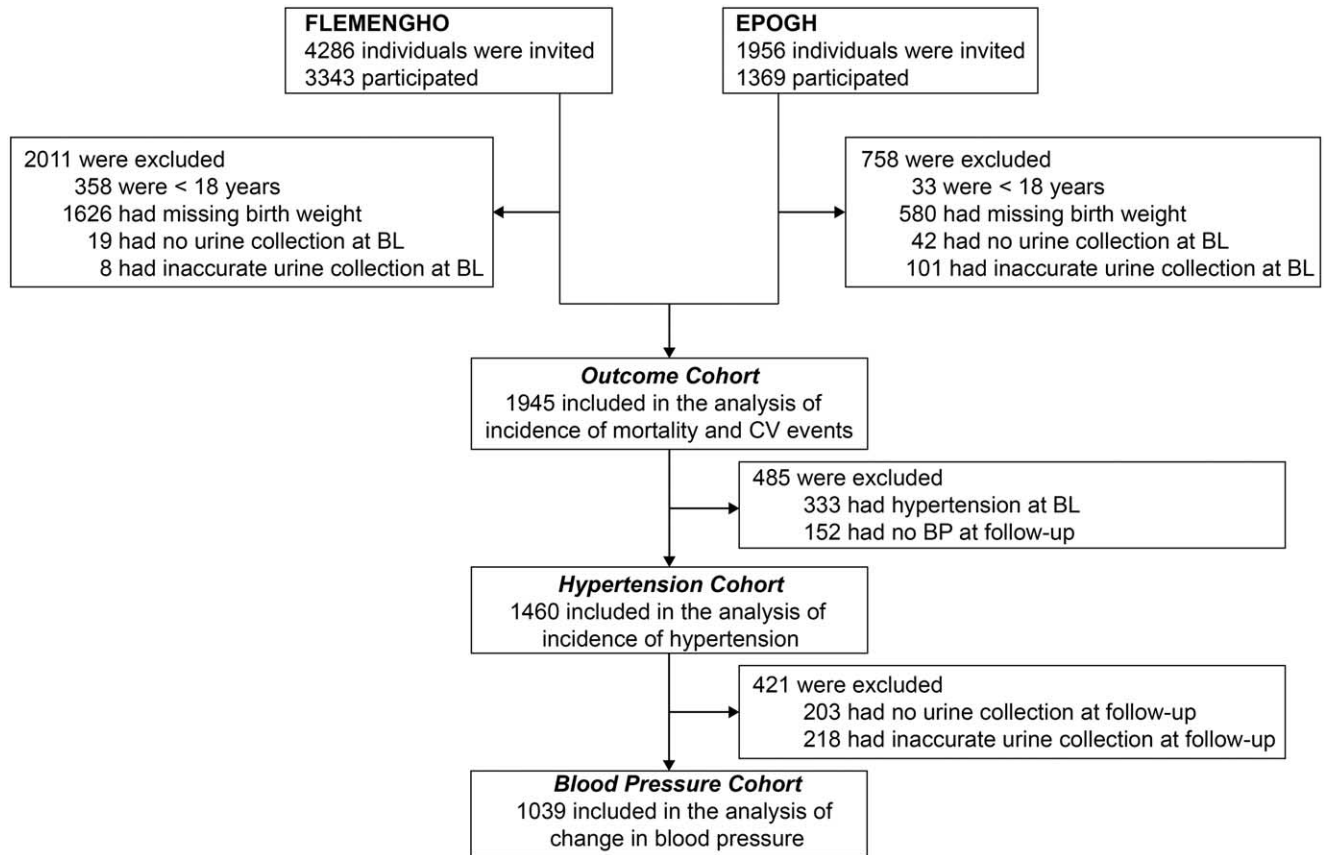 FLEMENGHO
4286 individuals were invited
3343 participated
EPOGH
1956 individuals were invited
1369 participated
2011 were excluded
358 were < 18 years
1626 had missing birth weight
19 had no urine collection at BL
8 had inaccurate urine collection at BL
758 were excluded
33 were < 18 years
580 had missing birth weight
42 had no urine collection at BL
101 had inaccurate urine collection at BL
Outcome Cohort
1945 included in the analysis of
incidence of mortality and CV events
485 were excluded
333 had hypertension at BL
152 had no BP at follow-up
Hypertension Cohort
1460 included in the analysis of
incidence of hypertension
421 were excluded
203 had no urine collection at follow-up
218 had inaccurate urine collection at follow-up
Blood Pressure Cohort
1039 included in the analysis of
change in blood pressure